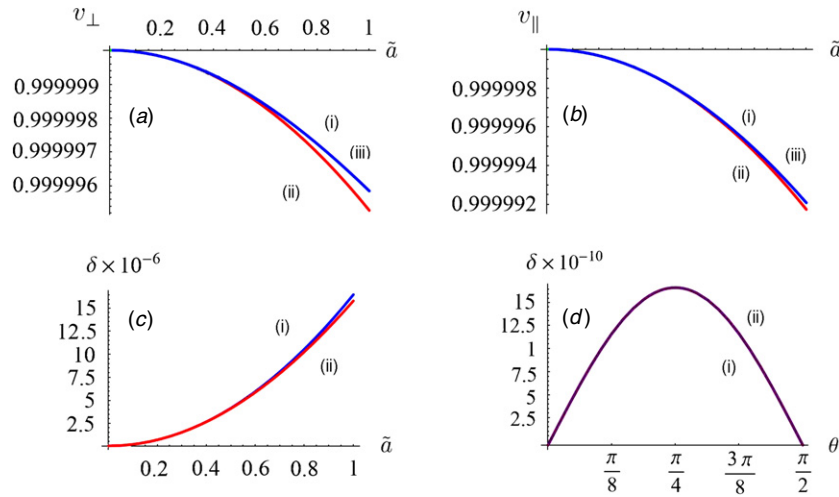 v⊥ 0.2 0.4 0.6 0.8 1 ã
0.999999
0.999998
0.999997
0.999996
(a)
(i)
(iii)
(ii)
v∥ ã
0.999998
0.999996
0.999994
0.999992
(b)
(i)
(iii)
(ii)
δ × 10⁻⁶
15
12.5
10
7.5
5
2.5
(c)
(i)
(ii)
ã
0.2 0.4 0.6 0.8 1
δ × 10⁻¹⁰
15
12.5
1
7.5
5
2.5
(d)
(ii)
(i)
θ
π/8 π/4 3π/8 π/2